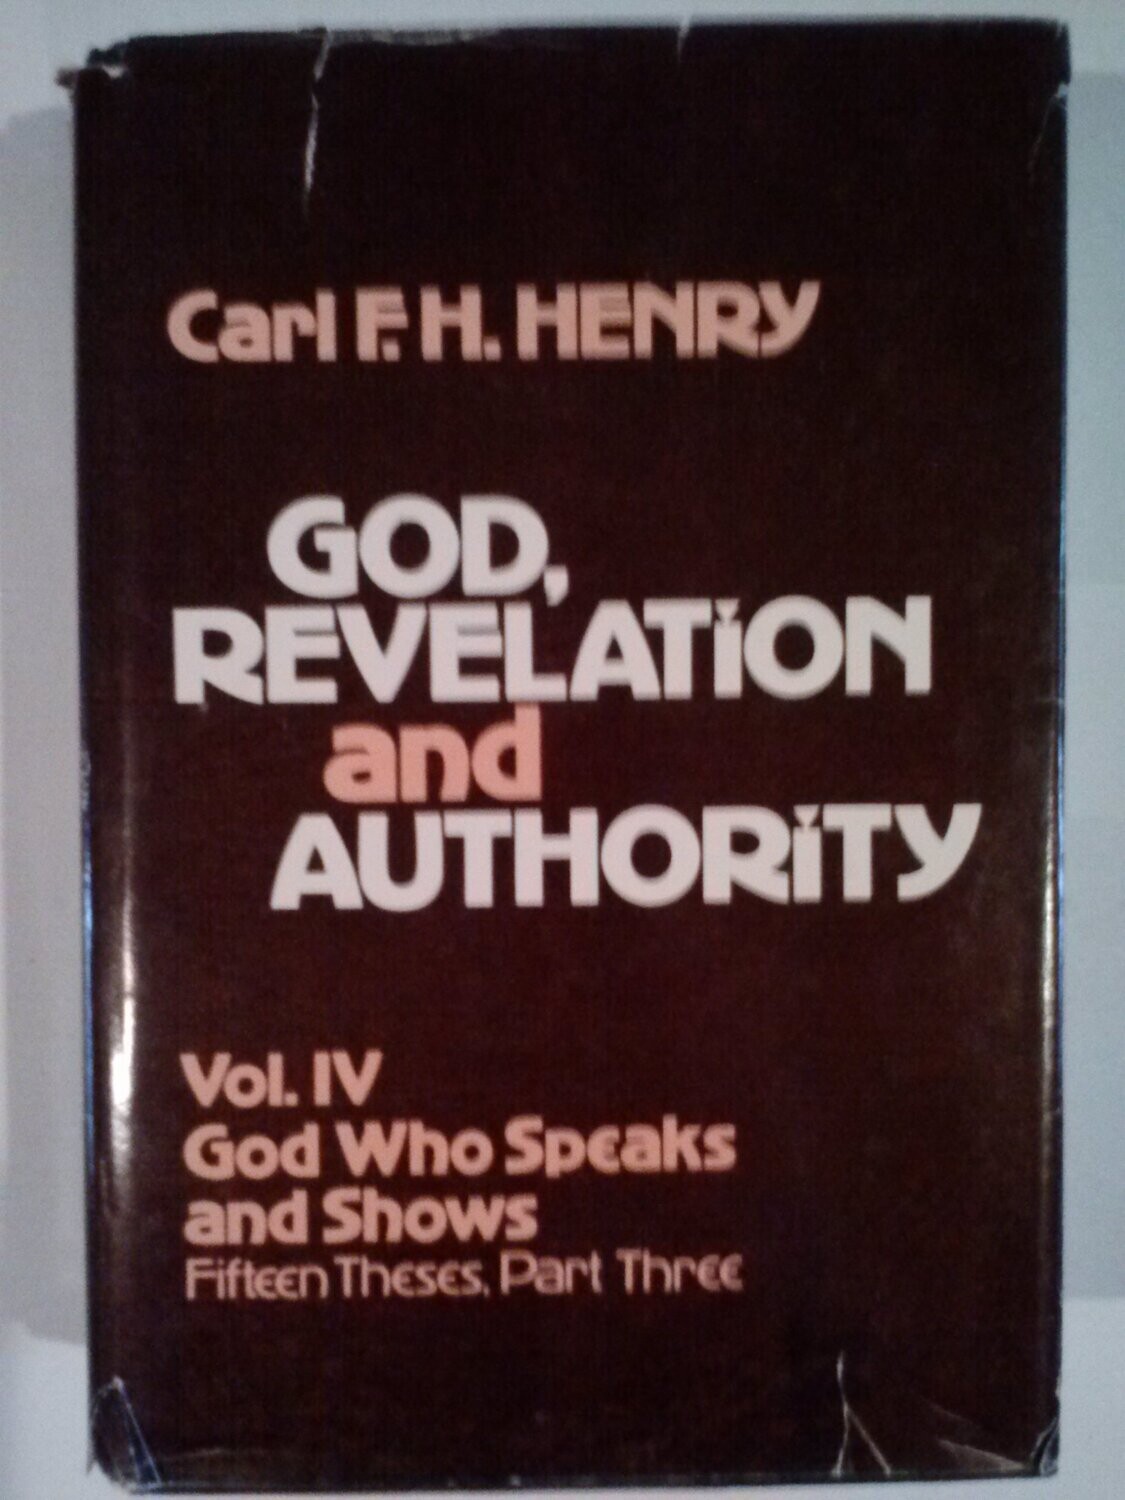 Carl F. H. HENRY
GOD,
REVELATION
and
AUTHORITY
Vol. IV
God Who Speaks
and Shows
Fifteen Theses, Part Three